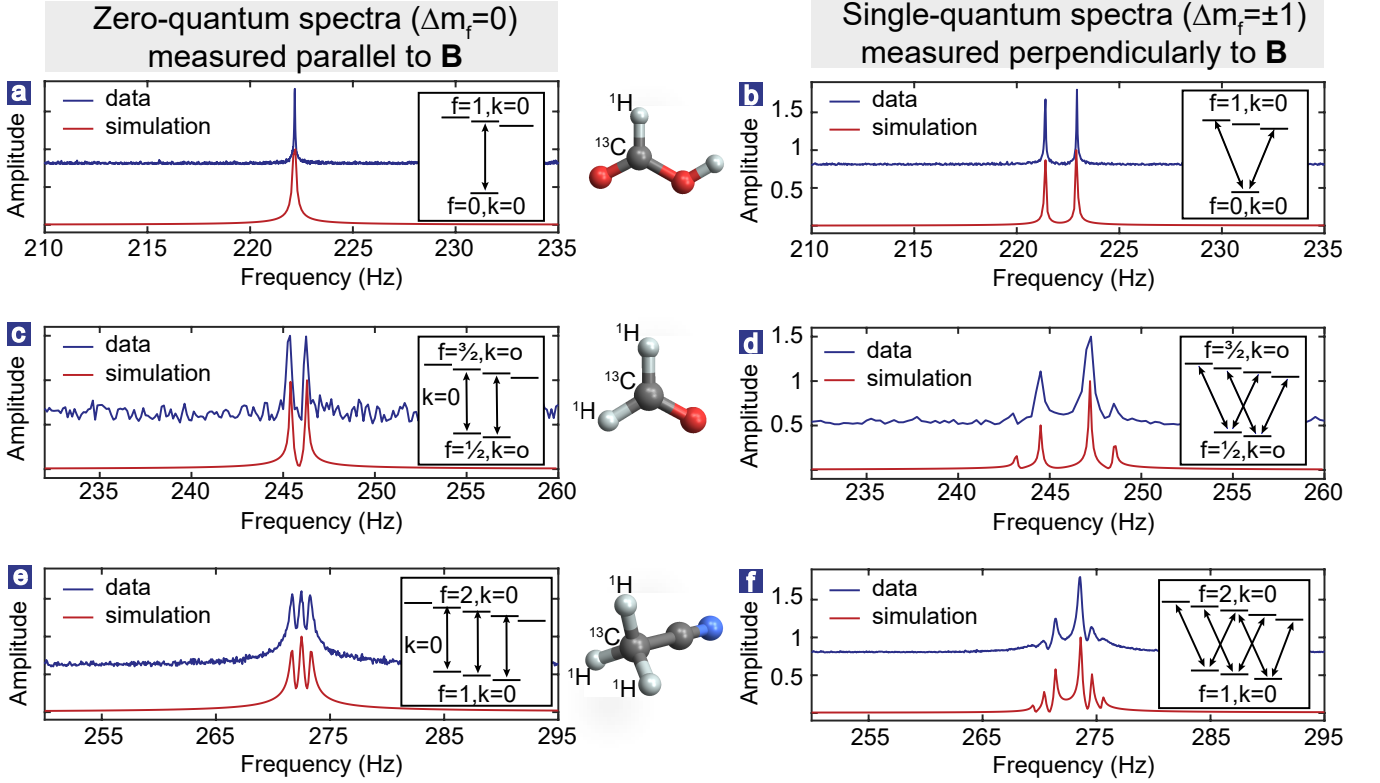 Zero-quantum spectra (Δm_f=0)
measured parallel to B
Single-quantum spectra (Δm_f=±1)
measured perpendicularly to B
a
data
simulation
f=1,k=0
f=0,k=0
Amplitude
210 215 220 225 230 235
Frequency (Hz)
¹H
¹³C
b
data
simulation
f=1,k=0
f=0,k=0
Amplitude
1.5
1
0.5
210 215 220 225 230 235
Frequency (Hz)
c
data
simulation
f=³⁄₂,k=o
k=0
f=½,k=o
Amplitude
235 240 245 250 255 260
Frequency (Hz)
¹H
¹³C
¹H
d
data
simulation
f=³⁄₂,k=o
f=½,k=o
Amplitude
1.5
1
0.5
235 240 245 250 255 260
Frequency (Hz)
e
data
simulation
f=2,k=0
k=0
f=1,k=0
Amplitude
255 265 275 285 295
Frequency (Hz)
¹H
¹³C
¹H
¹H
f
data
simulation
f=2,k=0
f=1,k=0
Amplitude
1.5
1
0.5
255 265 275 285 295
Frequency (Hz)